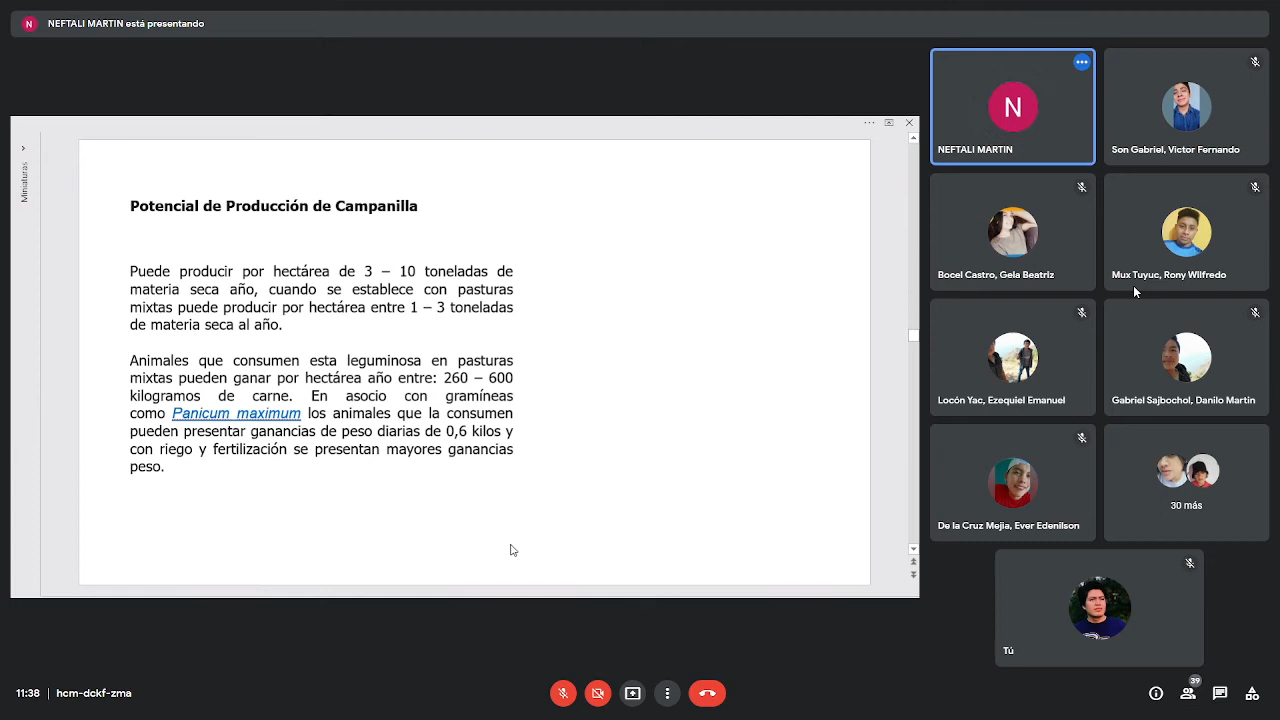 N NEFTALI MARTIN está presentando
Miniaturas
Potencial de Producción de Campanilla
Puede producir por hectárea de 3 – 10 toneladas de
materia seca año, cuando se establece con pasturas
mixtas puede producir por hectárea entre 1 – 3 toneladas
de materia seca al año.
Animales que consumen esta leguminosa en pasturas
mixtas pueden ganar por hectárea año entre: 260 – 600
kilogramos de carne. En asocio con gramíneas
como Panicum maximum los animales que la consumen
pueden presentar ganancias de peso diarias de 0,6 kilos y
con riego y fertilización se presentan mayores ganancias
peso.
N
NEFTALI MARTIN
Son Gabriel, Victor Fernando
Bocel Castro, Gela Beatriz
Mux Tuyuc, Rony Wilfredo
Locón Yac, Ezequiel Emanuel
Gabriel Sajbochol, Danilo Martin
De la Cruz Mejia, Ever Edenilson
30 más
Tú
11:38 | hcm-dckf-zma
39